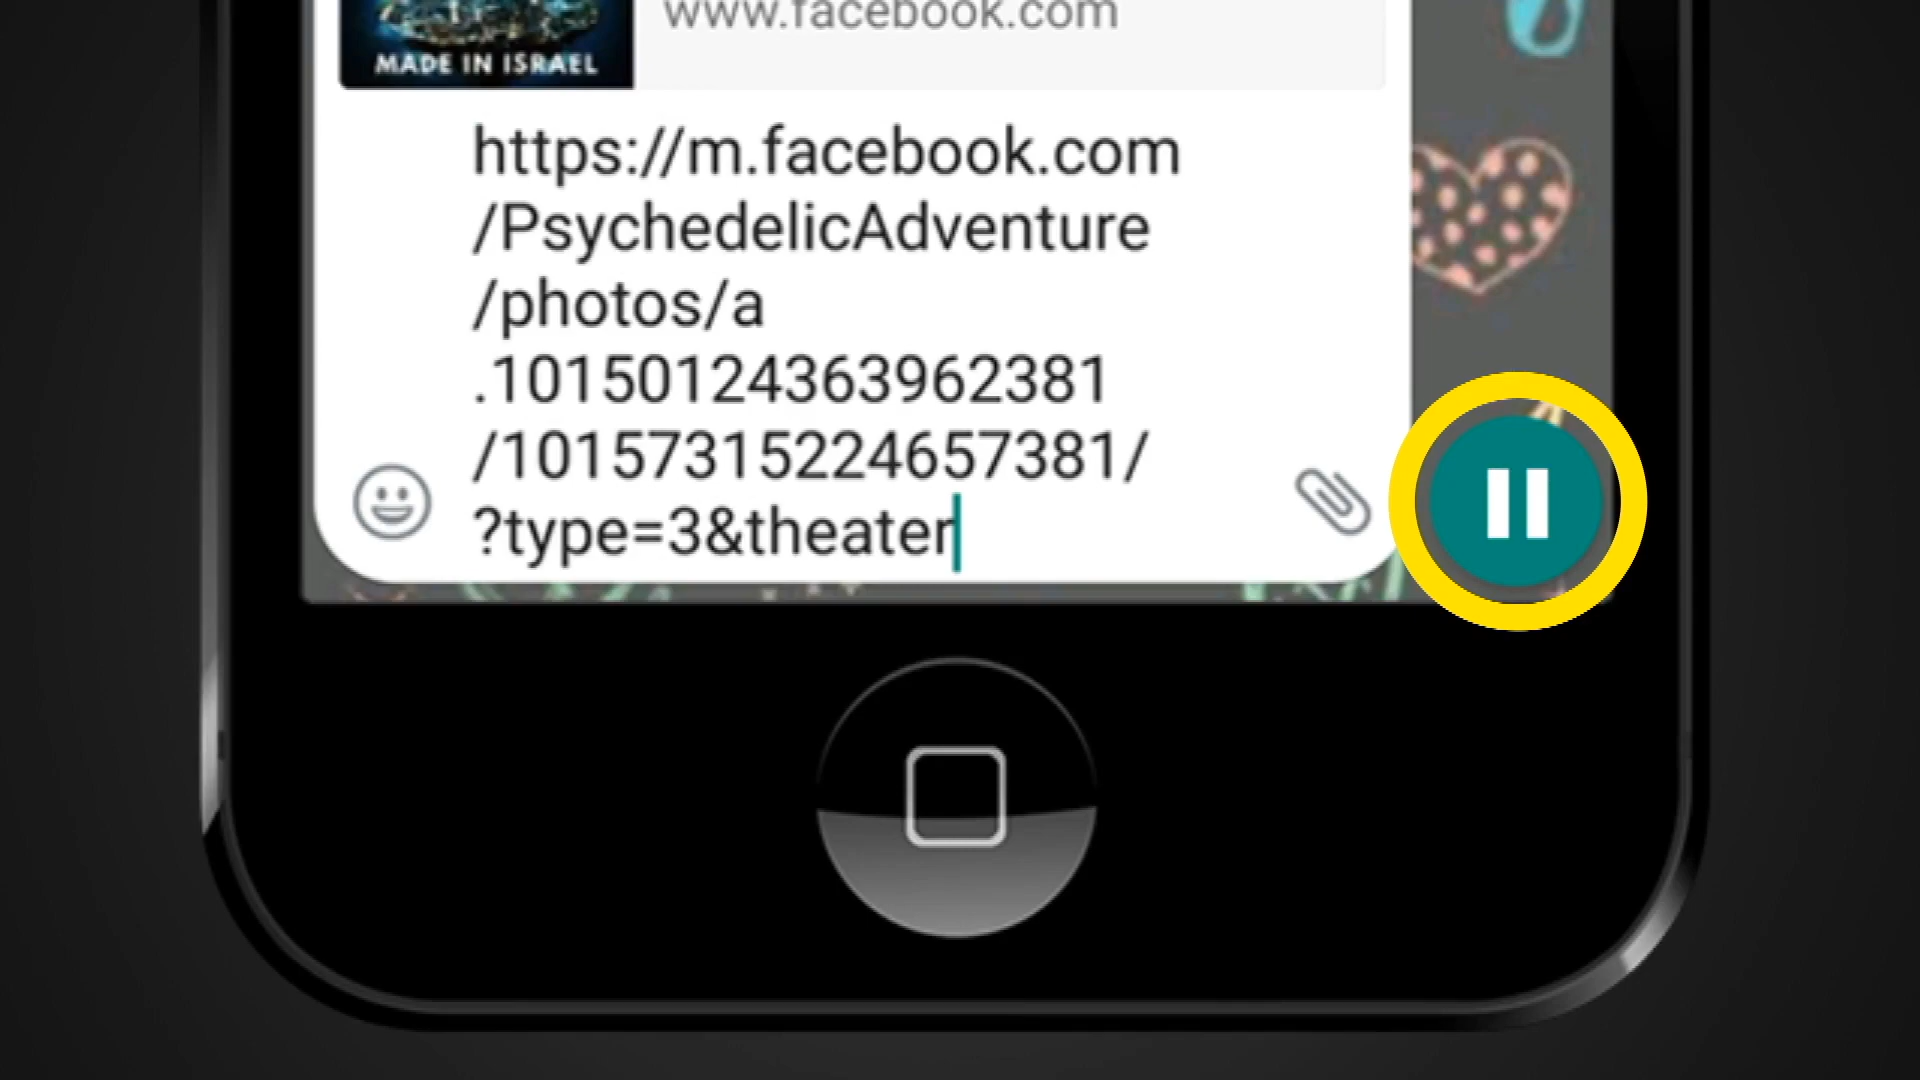 www.facebook.com
MADE IN ISRAEL
https://m.facebook.com
/PsychedelicAdventure
/photos/a
.10150124363962381
/10157315224657381/
?type=3&theater